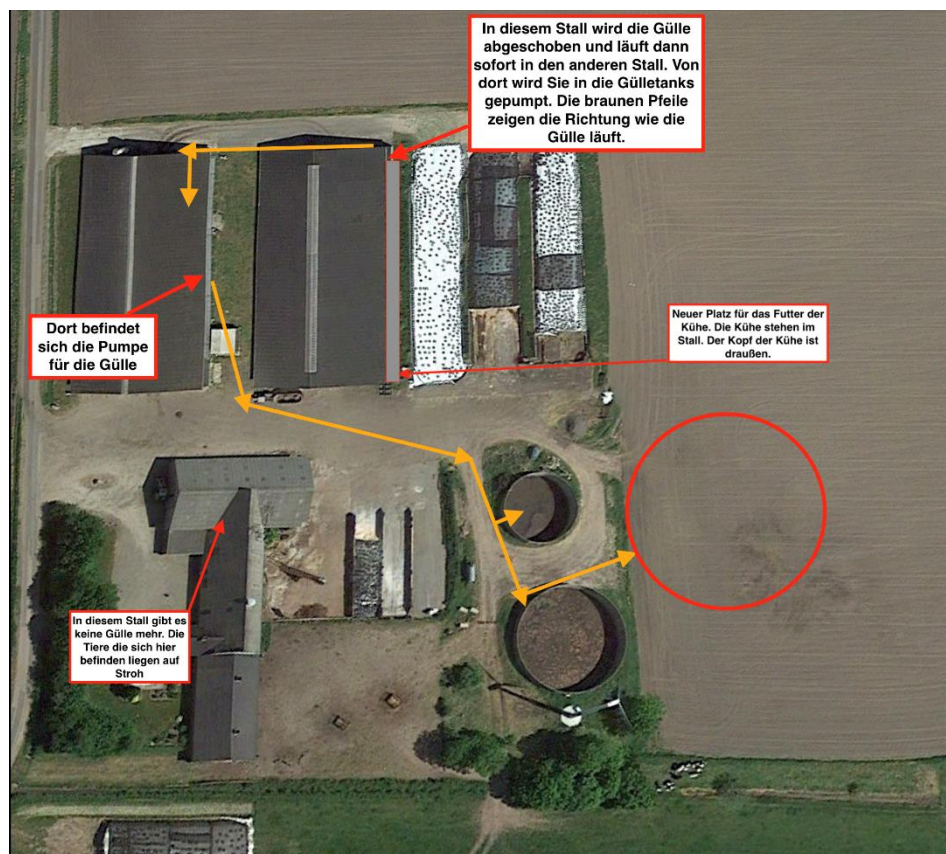 In diesem Stall wird die Gülle
abgeschoben und läuft dann
sofort in den anderen Stall. Von
dort wird Sie in die Gülletanks
gepumpt. Die braunen Pfeile
zeigen die Richtung wie die
Gülle läuft.
Dort befindet
sich die Pumpe
für die Gülle
Neuer Platz für das Futter der
Kühe. Die Kühe stehen im
Stall. Der Kopf der Kühe ist
draußen.
In diesem Stall gibt es
keine Gülle mehr. Die
Tiere die sich hier
befinden liegen auf
Stroh